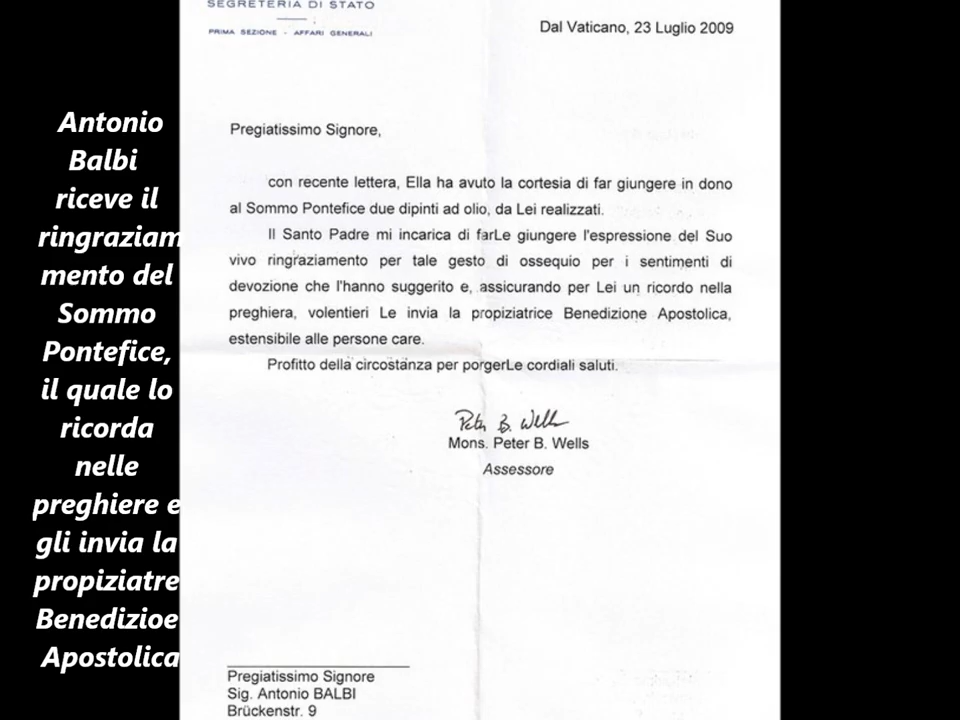 Antonio
Balbi
riceve il
ringraziam
mento del
Sommo
Pontefice,
il quale lo
ricorda
nelle
preghiere e
gli invia la
propiziatre
Benedizioe
Apostolica
SEGRETERIA DI STATO
PRIMA SEZIONE - AFFARI GENERALI
Dal Vaticano, 23 Luglio 2009
Pregiatissimo Signore,
con recente lettera, Ella ha avuto la cortesia di far giungere in dono
al Sommo Pontefice due dipinti ad olio, da Lei realizzati.
Il Santo Padre mi incarica di farLe giungere l'espressione del Suo
vivo ringraziamento per tale gesto di ossequio per i sentimenti di
devozione che l'hanno suggerito e, assicurando per Lei un ricordo nella
preghiera, volentieri Le invia la propiziatrice Benedizione Apostolica,
estensibile alle persone care.
Profitto della circostanza per porgerLe cordiali saluti.
Peter B. Wells
Mons. Peter B. Wells
Assessore
Pregiatissimo Signore
Sig. Antonio BALBI
Brückenstr. 9